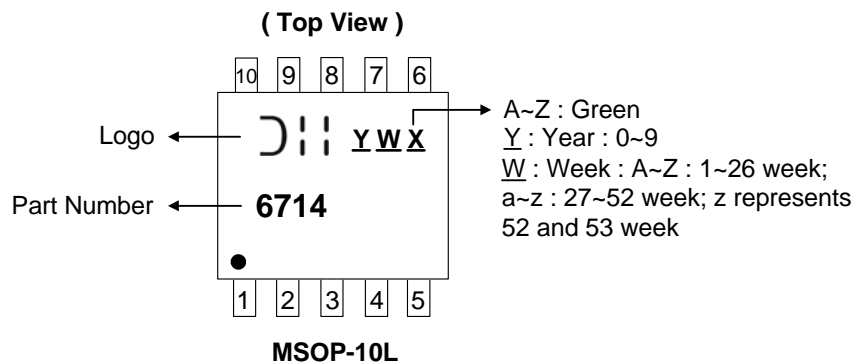 ( Top View )
10 9 8 7 6
Logo
Y W X
A~Z : Green
Y : Year : 0~9
W : Week : A~Z : 1~26 week;
a~z : 27~52 week; z represents
52 and 53 week
Part Number
6714
1 2 3 4 5
MSOP-10L